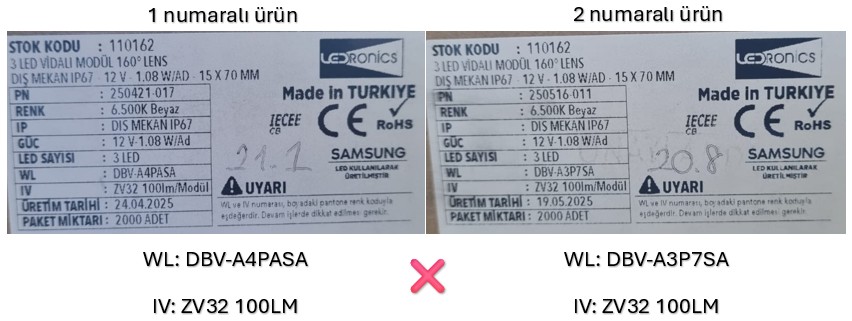 1 numaralı ürün
STOK KODU : 110162
3 LED VİDALI MODÜL 160° LENS
DIŞ MEKAN IP67 - 12 V - 1.08 W/AD - 15 X 70 MM
LEDRONICS
PN : 250421-017
RENK : 6.500K Beyaz
IP : DIŞ MEKAN IP67
GÜÇ : 12 V-1.08 W/Ad
LED SAYISI : 3 LED
WL : DBV-A4PASA
IV : ZV32 100lm/Modül
ÜRETİM TARİHİ : 24.04.2025
PAKET MİKTARI : 2000 ADET
Made in TURKIYE
IECEE
CB
CE
RoHS
21.1
SAMSUNG
LED KULLANILARAK
ÜRETİLMİŞTİR
UYARI
WL ve IV numarası, boyadaki pantone renk koduyla
eşdeğerdir. Devam işlerde dikkat edilmesi gerekir.
WL: DBV-A4PASA
IV: ZV32 100LM
2 numaralı ürün
STOK KODU : 110162
3 LED VİDALI MODÜL 160° LENS
DIŞ MEKAN IP67 - 12 V - 1.08 W/AD - 15 X 70 MM
LEDRONICS
PN : 250516-011
RENK : 6.500K Beyaz
IP : DIŞ MEKAN IP67
GÜÇ : 12 V-1.08 W/Ad
LED SAYISI : 3 LED
WL : DBV-A3P7SA
IV : ZV32 100lm/Modül
ÜRETİM TARİHİ : 19.05.2025
PAKET MİKTARI : 2000 ADET
Made in TURKIYE
IECEE
CB
CE
RoHS
20.8
SAMSUNG
LED KULLANILARAK
ÜRETİLMİŞTİR
UYARI
WL ve IV numarası, boyadaki pantone renk koduyla
eşdeğerdir. Devam işlerde dikkat edilmesi gerekir.
WL: DBV-A3P7SA
IV: ZV32 100LM